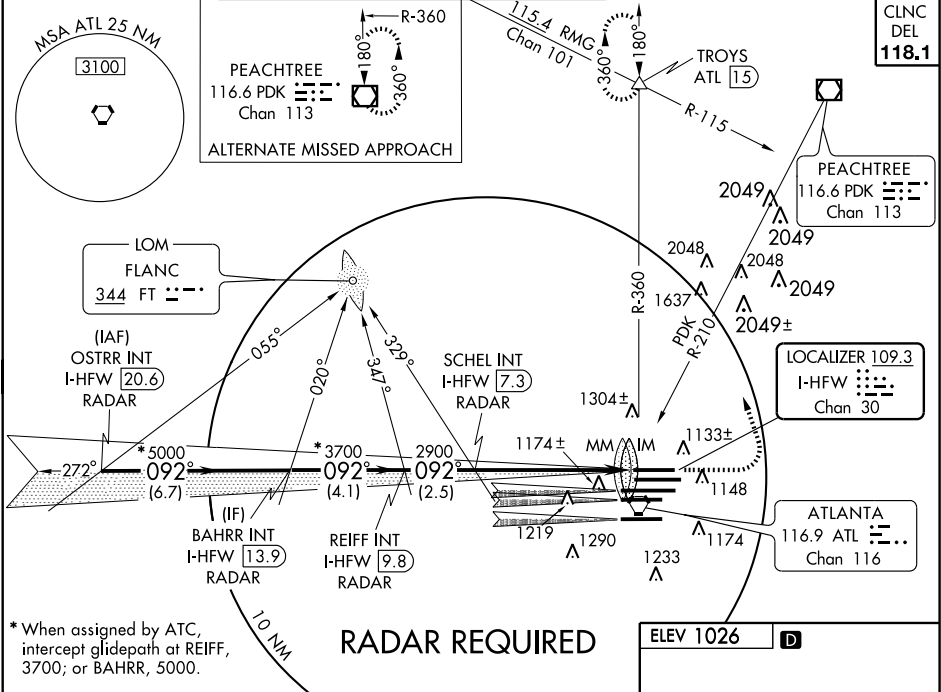 MSA ATL 25 NM
3100
R-360
180°
360°
PEACHTREE
116.6 PDK
Chan 113
ALTERNATE MISSED APPROACH
115.4 RMG
Chan 101
180°
360°
TROYS
ATL 15
R-115
CLNC
DEL
118.1
PEACHTREE
116.6 PDK
Chan 113
2049
2049
2048
2048
2049
1637
2049±
LOM
FLANC
344 FT
R-360
PDK
R-210
(IAF)
OSTRR INT
I-HFW 20.6
RADAR
055°
020°
347°
329°
SCHEL INT
I-HFW 7.3
RADAR
LOCALIZER 109.3
I-HFW
Chan 30
1304±
1174±
MM
IM
1133±
272°
*5000
092°
(6.7)
*3700
092°
(4.1)
2900
092°
(2.5)
1148
(IF)
BAHRR INT
I-HFW 13.9
RADAR
REIFF INT
I-HFW 9.8
RADAR
1219
1290
1233
1174
ATLANTA
116.9 ATL
Chan 116
10 NM
* When assigned by ATC,
intercept glidepath at REIFF,
3700; or BAHRR, 5000.
RADAR REQUIRED
ELEV 1026
D